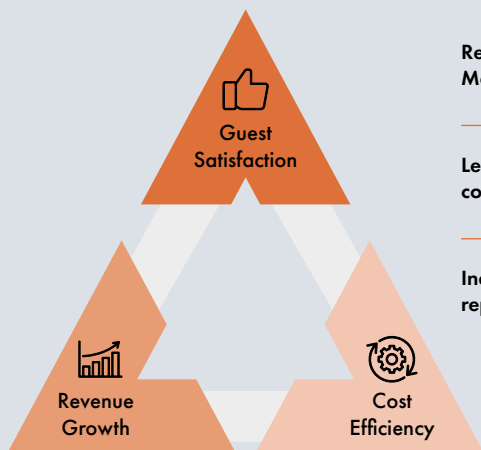 Guest
Satisfaction
Revenue
Growth
Cost
Efficiency